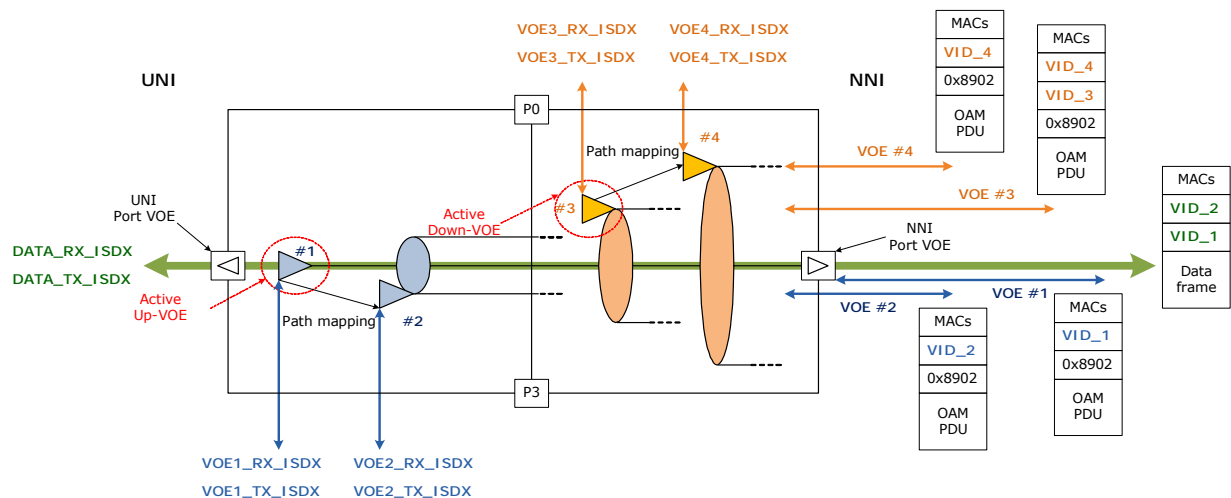 VOE3_RX_ISDX
VOE3_TX_ISDX
VOE4_RX_ISDX
VOE4_TX_ISDX
MACs
VID_4
0x8902
OAM
PDU
MACs
VID_4
VID_3
0x8902
OAM
PDU
UNI
NNI
P0
#4
Path mapping
VOE #4
VOE #3
#3
Active
Down-VOE
UNI
Port VOE
NNI
Port VOE
MACs
VID_2
VID_1
Data
frame
DATA_RX_ISDX
DATA_TX_ISDX
#1
Active
Up-VOE
Path mapping
#2
VOE #2
VOE #1
MACs
VID_2
0x8902
OAM
PDU
MACs
VID_1
0x8902
OAM
PDU
P3
VOE1_RX_ISDX
VOE1_TX_ISDX
VOE2_RX_ISDX
VOE2_TX_ISDX